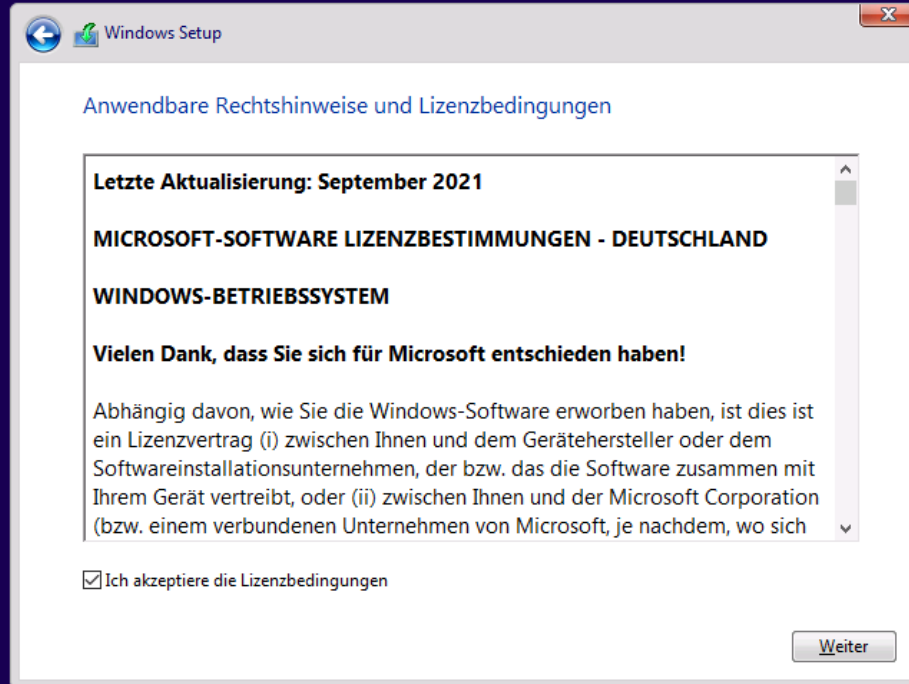 Windows Setup
Anwendbare Rechtshinweise und Lizenzbedingungen
Letzte Aktualisierung: September 2021
MICROSOFT-SOFTWARE LIZENZBESTIMMUNGEN - DEUTSCHLAND
WINDOWS-BETRIEBSSYSTEM
Vielen Dank, dass Sie sich für Microsoft entschieden haben!
Abhängig davon, wie Sie die Windows-Software erworben haben, ist dies ist
ein Lizenzvertrag (i) zwischen Ihnen und dem Gerätehersteller oder dem
Softwareinstallationsunternehmen, der bzw. das die Software zusammen mit
Ihrem Gerät vertreibt, oder (ii) zwischen Ihnen und der Microsoft Corporation
(bzw. einem verbundenen Unternehmen von Microsoft, je nachdem, wo sich
Ich akzeptiere die Lizenzbedingungen
Weiter